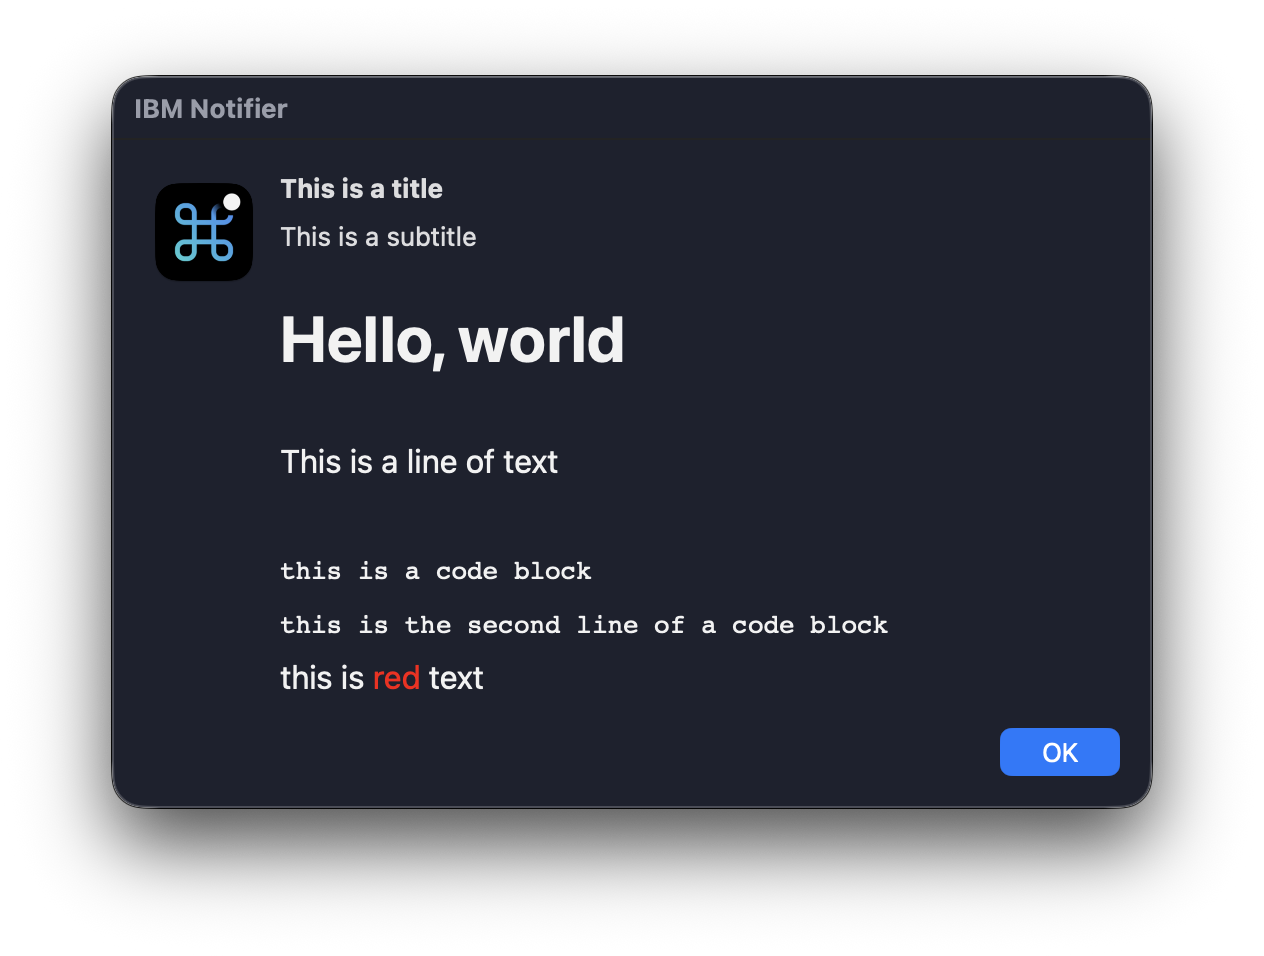 IBM Notifier
This is a title
This is a subtitle
Hello, world
This is a line of text
this is a code block
this is the second line of a code block
this is red text
OK